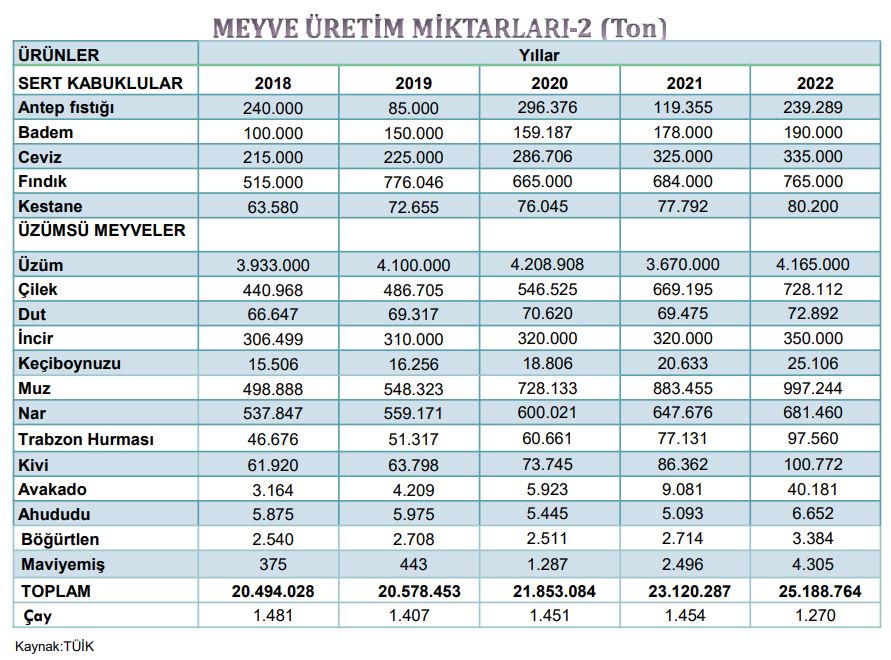 MEYVE ÜRETİM MİKTARLARI-2 (Ton)
ÜRÜNLER Yıllar
SERT KABUKLULAR 2018 2019 2020 2021 2022
Antep fıstığı 240.000 85.000 296.376 119.355 239.289
Badem 100.000 150.000 159.187 178.000 190.000
Ceviz 215.000 225.000 286.706 325.000 335.000
Fındık 515.000 776.046 665.000 684.000 765.000
Kestane 63.580 72.655 76.045 77.792 80.200
ÜZÜMSÜ MEYVELER
Üzüm 3.933.000 4.100.000 4.208.908 3.670.000 4.165.000
Çilek 440.968 486.705 546.525 669.195 728.112
Dut 66.647 69.317 70.620 69.475 72.892
İncir 306.499 310.000 320.000 320.000 350.000
Keçiboynuzu 15.506 16.256 18.806 20.633 25.106
Muz 498.888 548.323 728.133 883.455 997.244
Nar 537.847 559.171 600.021 647.676 681.460
Trabzon Hurması 46.676 51.317 60.661 77.131 97.560
Kivi 61.920 63.798 73.745 86.362 100.772
Avakado 3.164 4.209 5.923 9.081 40.181
Ahududu 5.875 5.975 5.445 5.093 6.652
Böğürtlen 2.540 2.708 2.511 2.714 3.384
Maviyemiş 375 443 1.287 2.496 4.305
TOPLAM 20.494.028 20.578.453 21.853.084 23.120.287 25.188.764
Çay 1.481 1.407 1.451 1.454 1.270
Kaynak:TÜİK